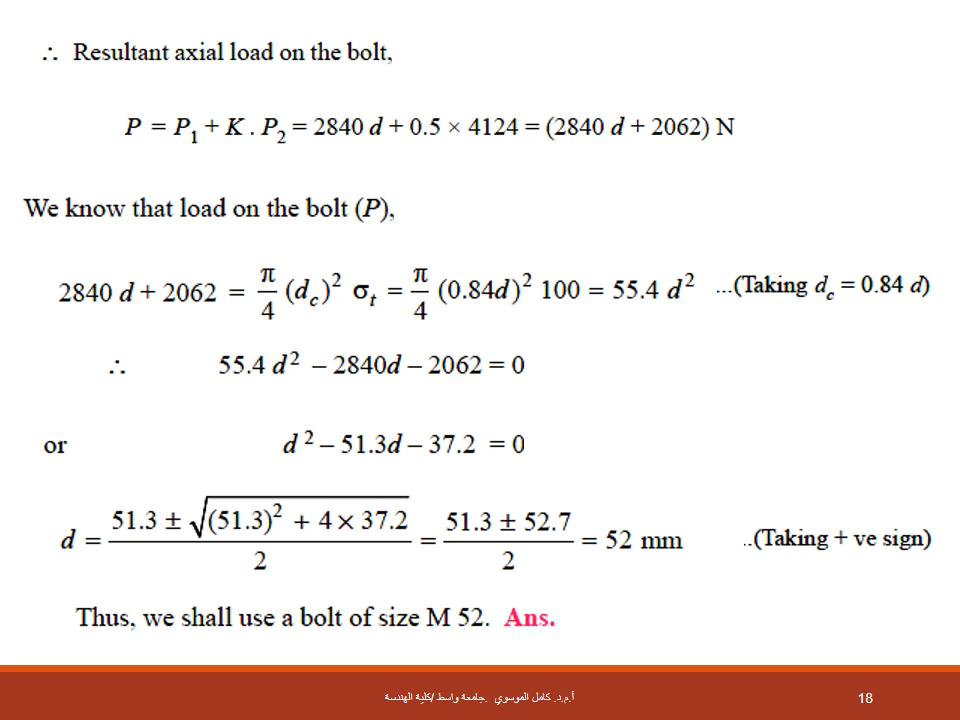 ∴ Resultant axial load on the bolt,
P = P₁ + K . P₂ = 2840 d + 0.5 × 4124 = (2840 d + 2062) N
We know that load on the bolt (P),
2840 d + 2062 = π/4 (d_c)² σ_t = π/4 (0.84d)² 100 = 55.4 d² ...(Taking d_c = 0.84 d)
∴ 55.4 d² – 2840d – 2062 = 0
or d² – 51.3d – 37.2 = 0
d = (51.3 ± √((51.3)² + 4 × 37.2))/2 = (51.3 ± 52.7)/2 = 52 mm ..(Taking + ve sign)
Thus, we shall use a bolt of size M 52. Ans.
أ.م.د. كامل الموسوي .جامعة واسط /كلية الهندسة
18